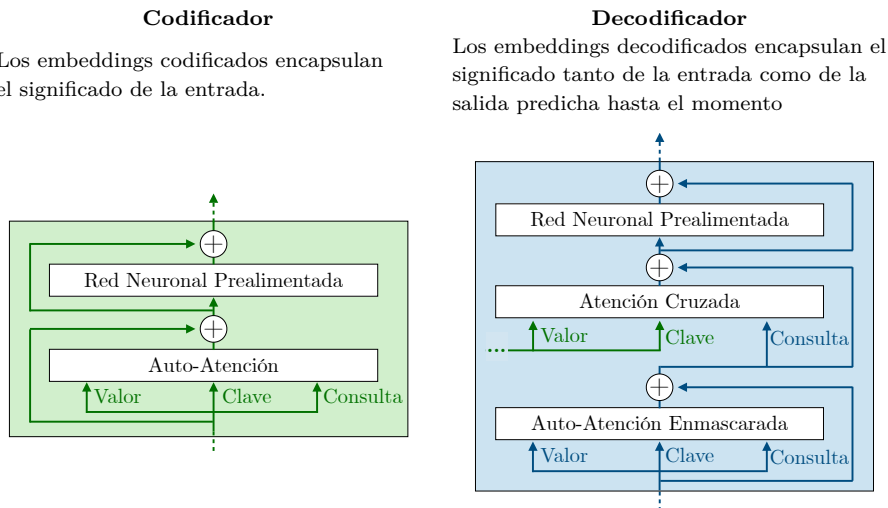 Codificador
Los embeddings codificados encapsulan
el significado de la entrada.
Red Neuronal Prealimentada
Auto-Atención
Valor
Clave
Consulta
Decodificador
Los embeddings decodificados encapsulan el
significado tanto de la entrada como de la
salida predicha hasta el momento
Red Neuronal Prealimentada
Atención Cruzada
...
Valor
Clave
Consulta
Auto-Atención Enmascarada
Valor
Clave
Consulta